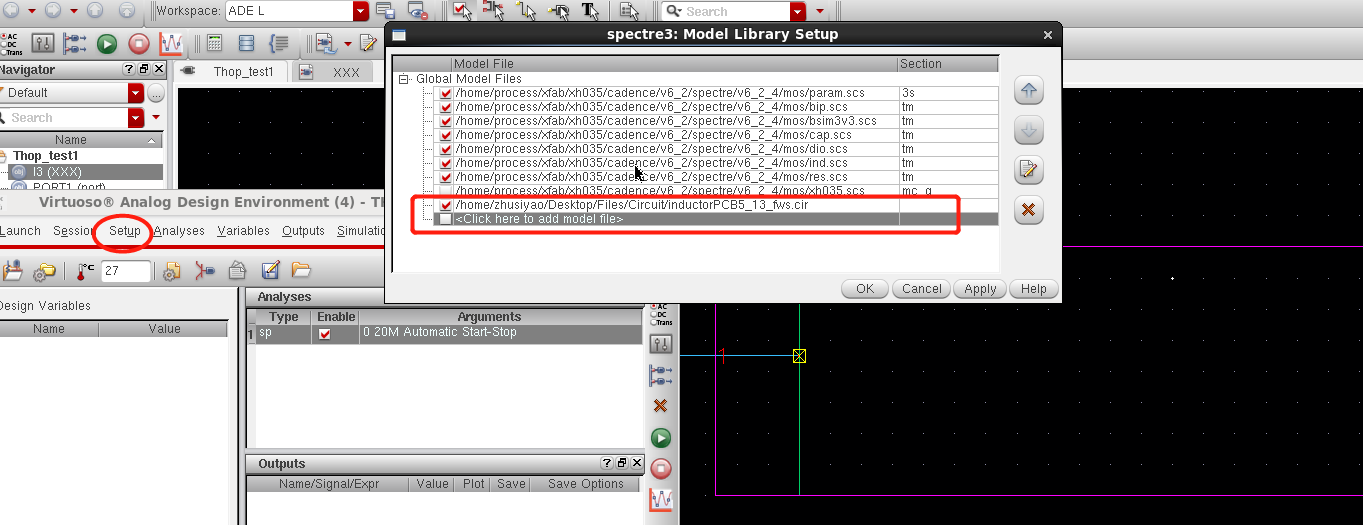 Workspace: ADE L
Search
spectre3: Model Library Setup
AC
DC
Trans
Navigator
Default
Search
Name
Thop_test1
I3 (XXX)
PORT1 (port)
Thop_test1
XXX
Model File Section
Global Model Files
/home/process/xfab/xh035/cadence/v6_2/spectre/v6_2_4/mos/param.scs 3s
/home/process/xfab/xh035/cadence/v6_2/spectre/v6_2_4/mos/bip.scs tm
/home/process/xfab/xh035/cadence/v6_2/spectre/v6_2_4/mos/bsim3v3.scs tm
/home/process/xfab/xh035/cadence/v6_2/spectre/v6_2_4/mos/cap.scs tm
/home/process/xfab/xh035/cadence/v6_2/spectre/v6_2_4/mos/dio.scs tm
/home/process/xfab/xh035/cadence/v6_2/spectre/v6_2_4/mos/ind.scs tm
/home/process/xfab/xh035/cadence/v6_2/spectre/v6_2_4/mos/res.scs tm
/home/process/xfab/xh035/cadence/v6_2/spectre/v6_2_4/mos/xh035.scs mc_g
/home/zhusiyao/Desktop/Files/Circuit/inductorPCB5_13_fws.cir
<Click here to add model file>
OK Cancel Apply Help
Virtuoso® Analog Design Environment (4) -
Launch Session Setup Analyses Variables Outputs
°C 27
Design Variables
Name Value
Analyses
Type Enable Arguments
1 sp 0 20M Automatic Start-Stop
Outputs
Name/Signal/Expr Value Plot Save Save Options
AC
DC
Trans
1